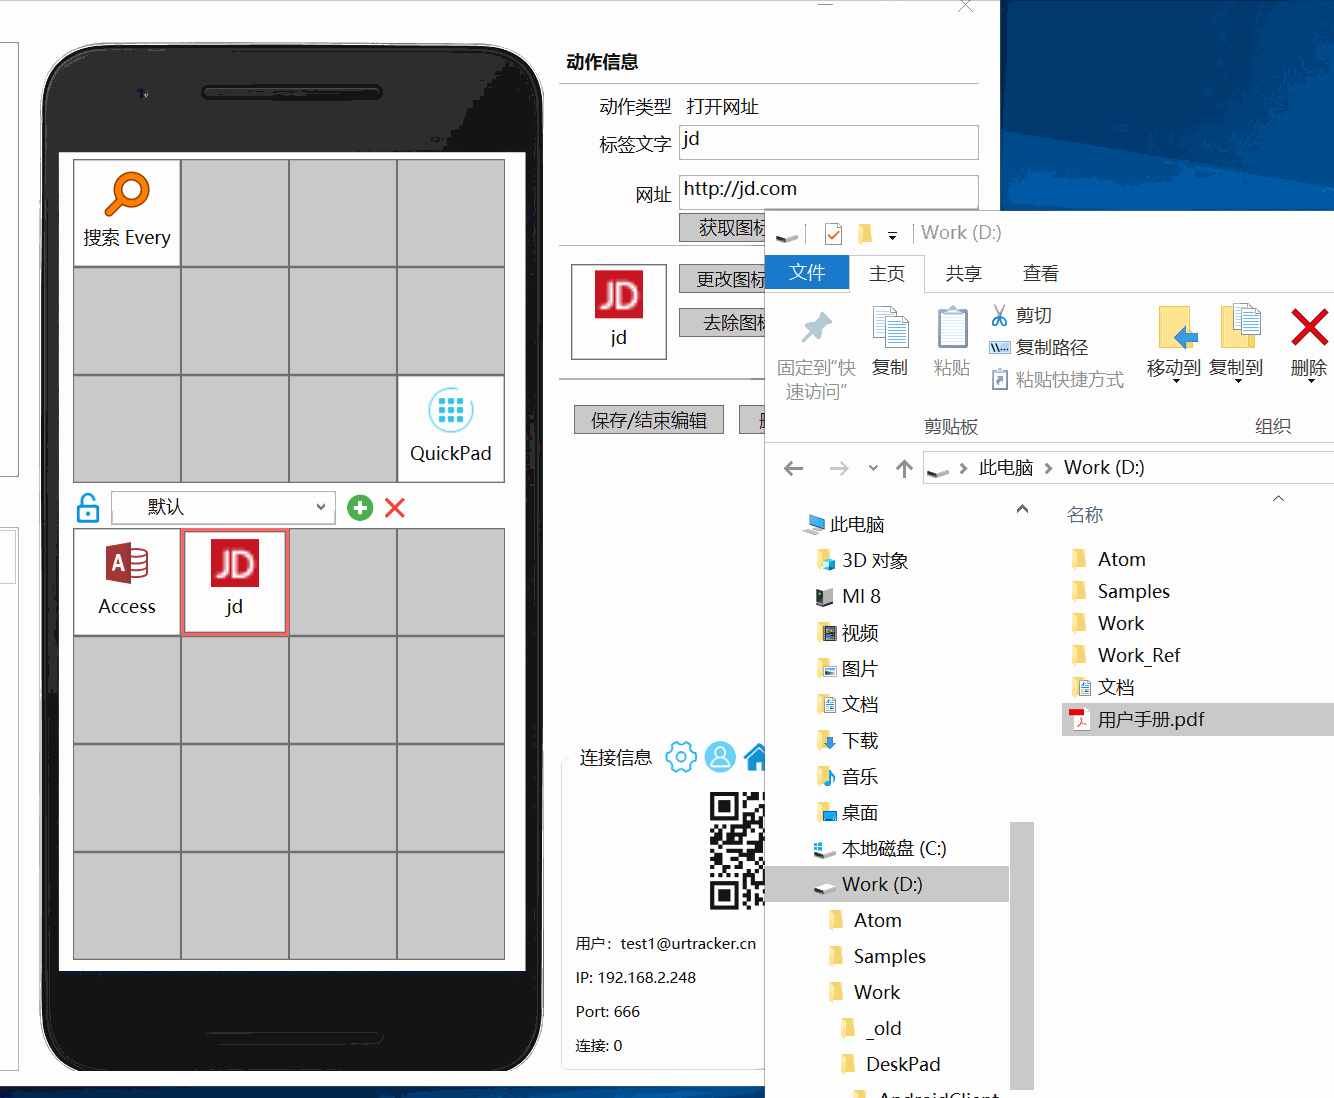 搜索 Every
QuickPad
默认
Access
JD
jd
动作信息
动作类型 打开网址
标签文字 jd
网址 http://jd.com
获取图标
JD
jd
更改图标
去除图标
保存/结束编辑
连接信息
用户：test1@urtracker.cn
IP: 192.168.2.248
Port: 666
连接: 0
Work (D:)
文件 主页 共享 查看
固定到“快速访问”
复制
粘贴
剪切
复制路径
粘贴快捷方式
剪贴板
移动到
复制到
删除
组织
此电脑 Work (D:)
此电脑
3D 对象
MI 8
视频
图片
文档
下载
音乐
桌面
本地磁盘 (C:)
Work (D:)
Atom
Samples
Work
_old
DeskPad
AndroidClient
名称
Atom
Samples
Work
Work_Ref
文档
用户手册.pdf